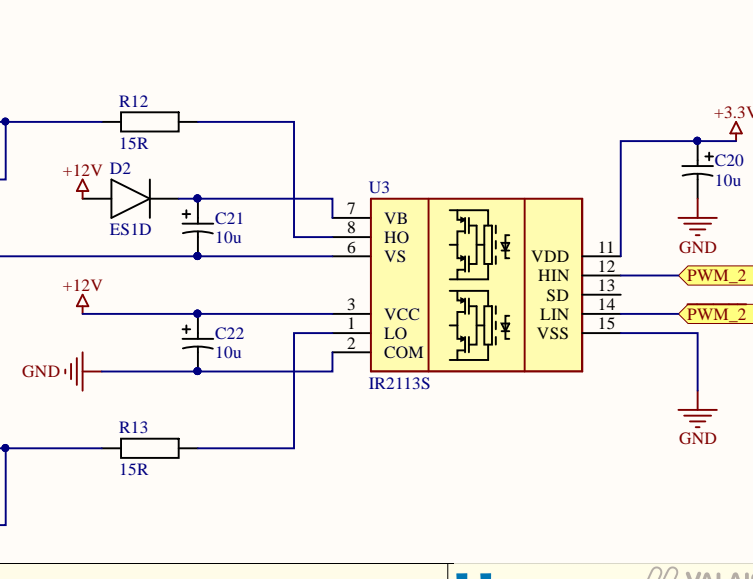 R12
15R
+12V
D2
ES1D
C21
10u
+12V
C22
10u
GND
R13
15R
U3
7 VB
8 HO
6 VS
3 VCC
1 LO
2 COM
VDD 11
HIN 12
SD 13
LIN 14
VSS 15
IR2113S
+3.3V
C20
10u
GND
PWM_2
PWM_2
GND